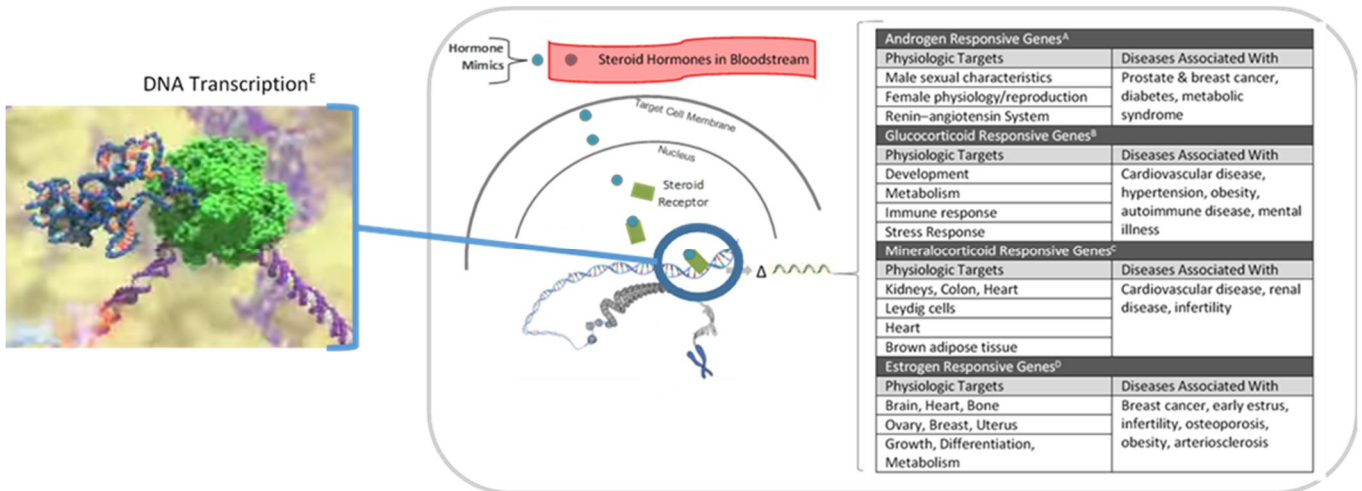 DNA Transcriptionᴱ
Hormone
Mimics
Steroid Hormones in Bloodstream
Target Cell Membrane
Nucleus
Steroid
Receptor
Δ
Androgen Responsive Genesᴬ
Physiologic Targets Diseases Associated With
Male sexual characteristics
Female physiology/reproduction
Renin–angiotensin System
Prostate & breast cancer,
diabetes, metabolic
syndrome
Glucocorticoid Responsive Genesᴮ
Physiologic Targets Diseases Associated With
Development
Metabolism
Immune response
Stress Response
Cardiovascular disease,
hypertension, obesity,
autoimmune disease, mental
illness
Mineralocorticoid Responsive Genesᶜ
Physiologic Targets Diseases Associated With
Kidneys, Colon, Heart
Leydig cells
Heart
Brown adipose tissue
Cardiovascular disease, renal
disease, infertility
Estrogen Responsive Genesᴰ
Physiologic Targets Diseases Associated With
Brain, Heart, Bone
Ovary, Breast, Uterus
Growth, Differentiation,
Metabolism
Breast cancer, early estrus,
infertility, osteoporosis,
obesity, arteriosclerosis